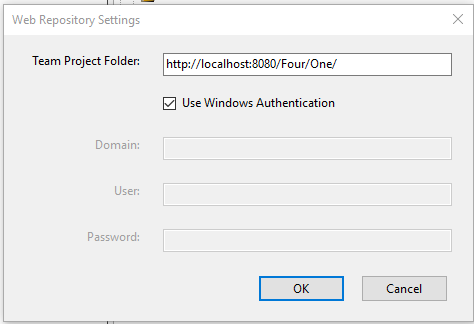 Web Repository Settings
Team Project Folder: http://localhost:8080/Four/One/
Use Windows Authentication
Domain:
User:
Password:
OK Cancel